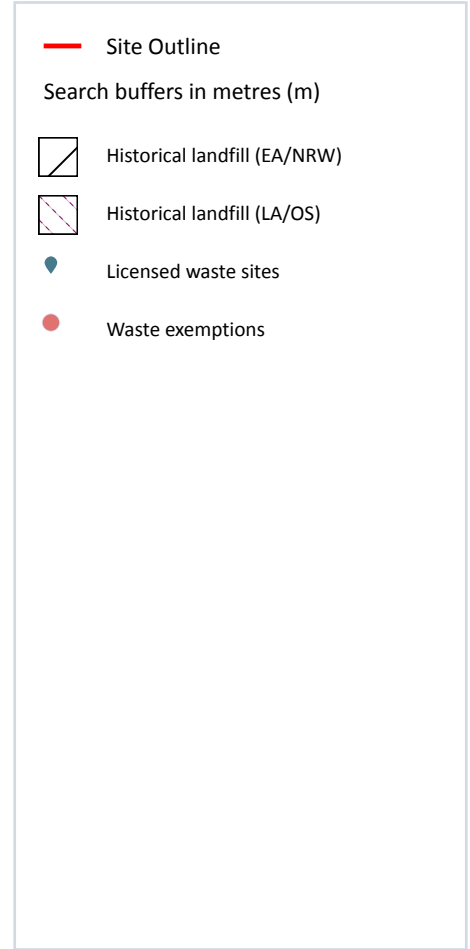 Site Outline
Search buffers in metres (m)
Historical landfill (EA/NRW)
Historical landfill (LA/OS)
Licensed waste sites
Waste exemptions